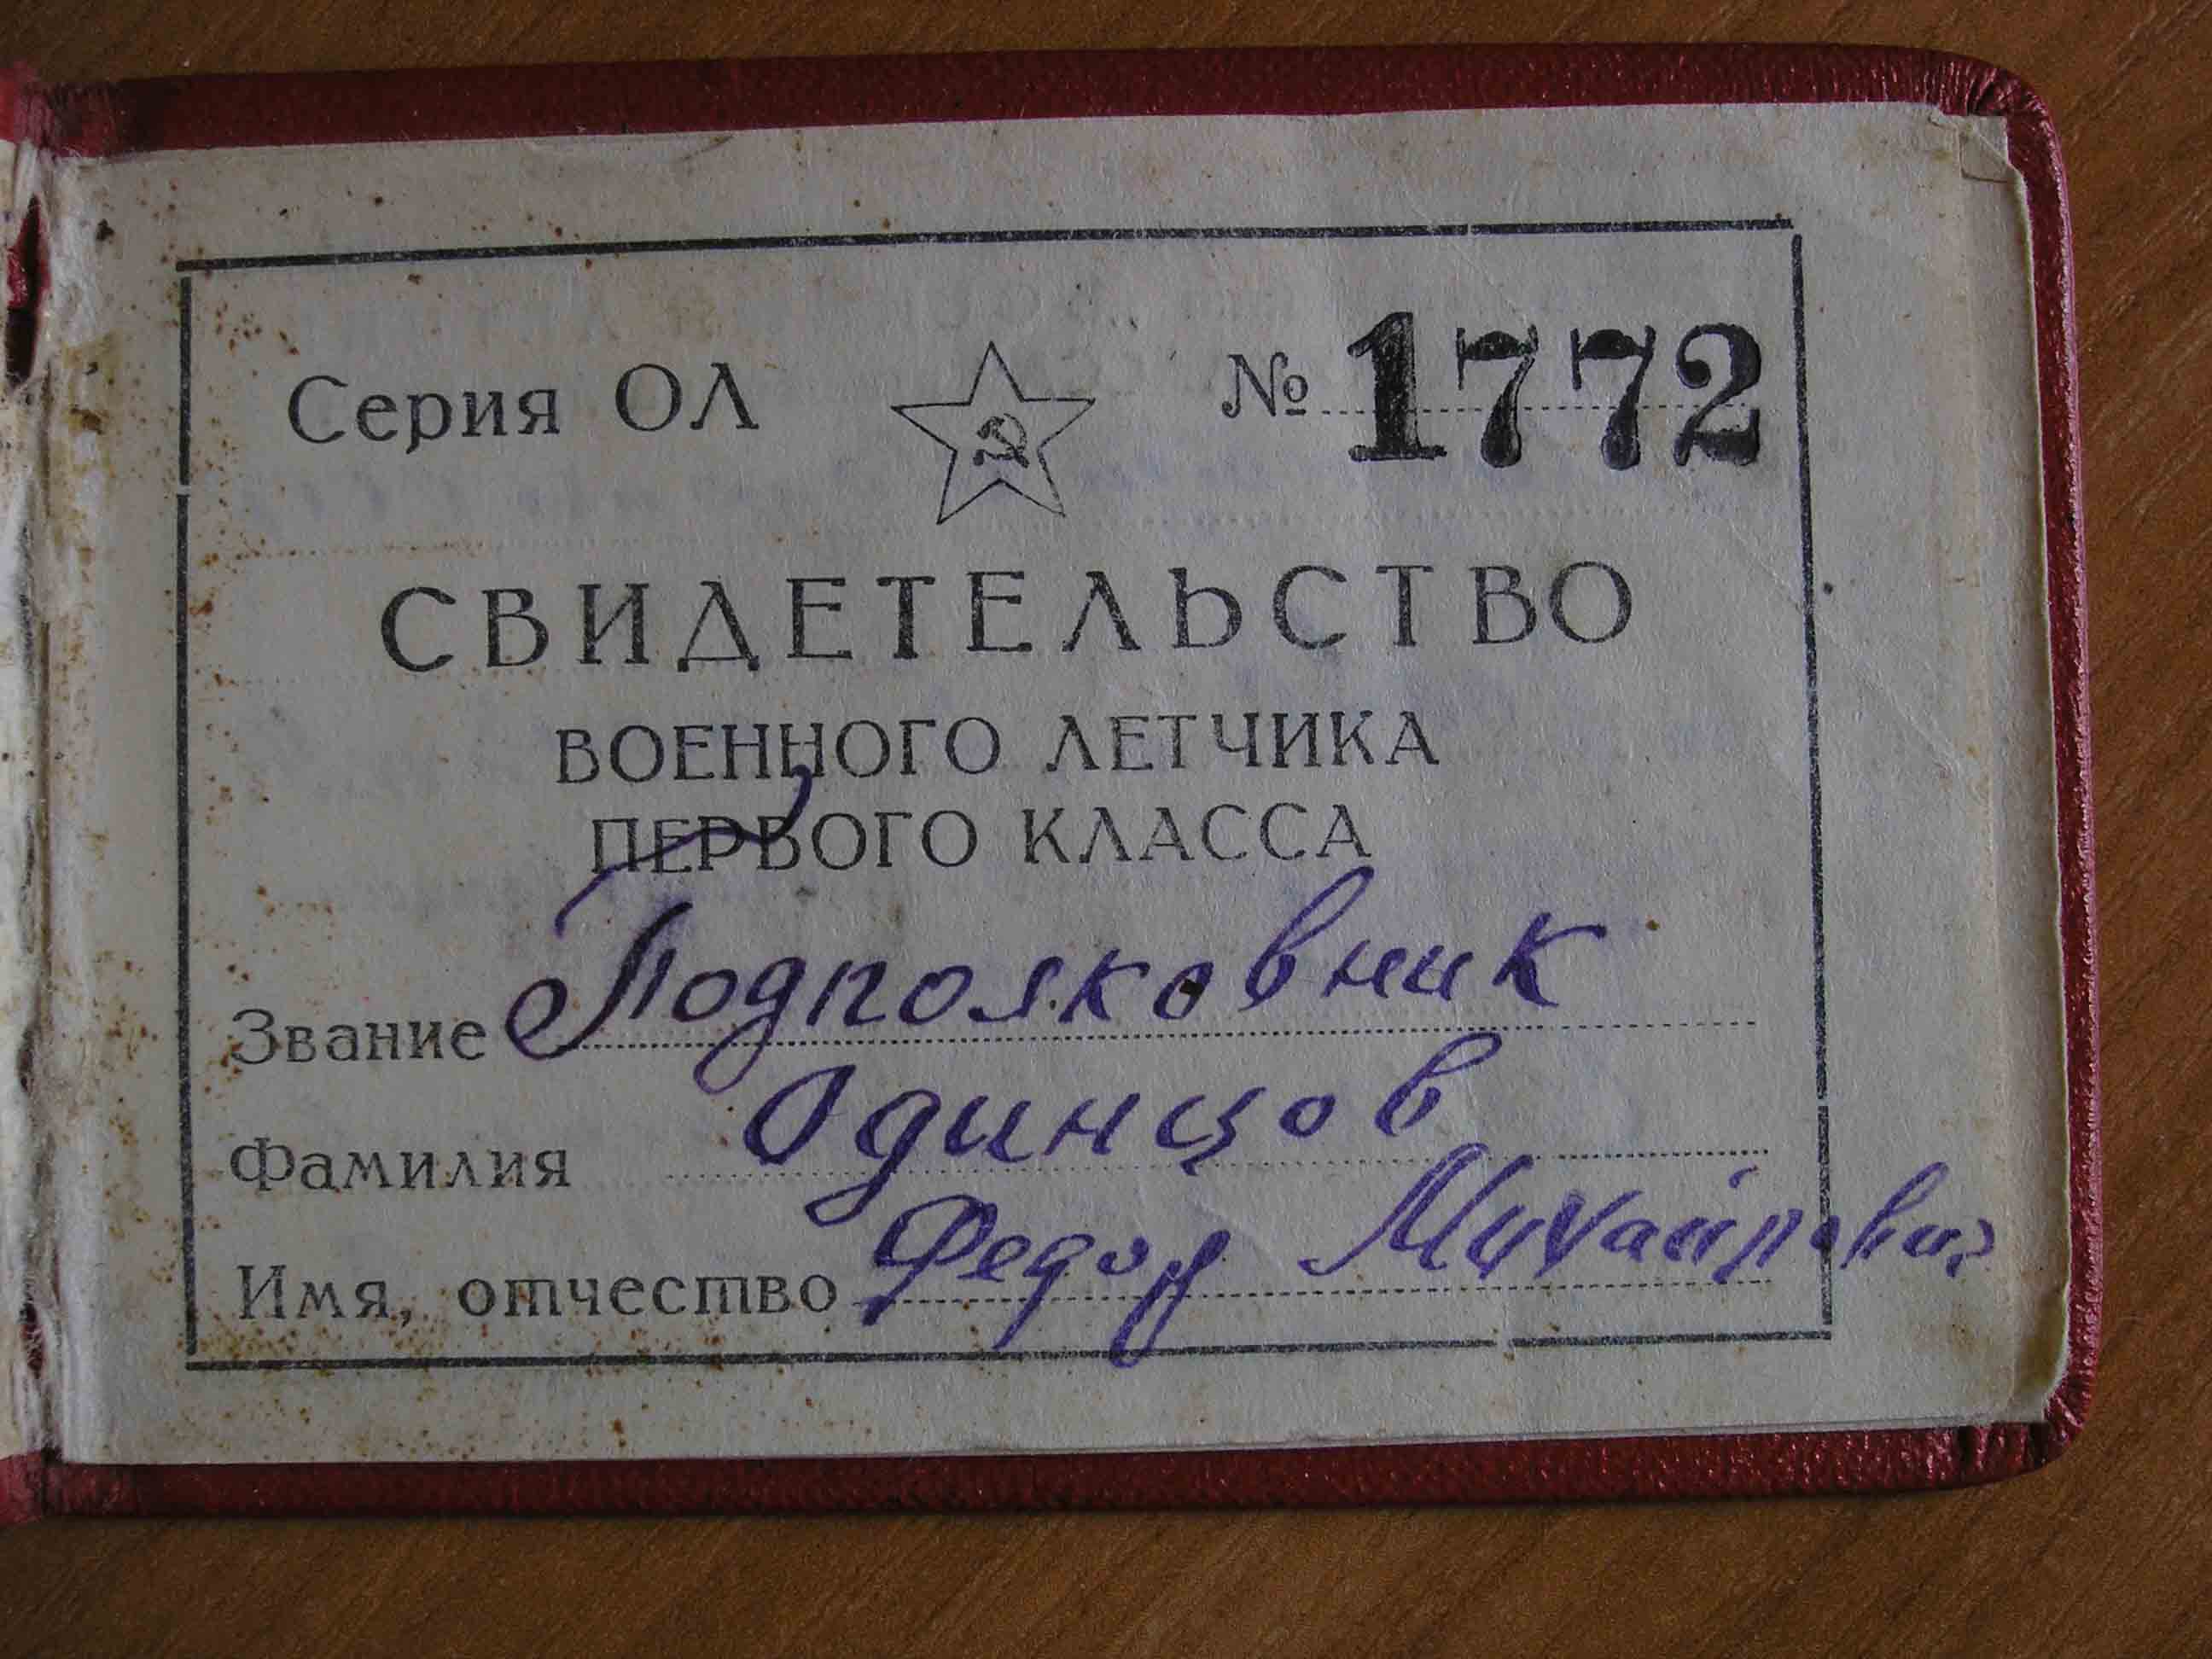 Серия ОЛ № 1772
СВИДЕТЕЛЬСТВО
ВОЕННОГО ЛЕТЧИКА
ПЕРВОГО КЛАССА
Звание Подполковник
Фамилия Одинцов
Имя, отчество Федор Михайлович